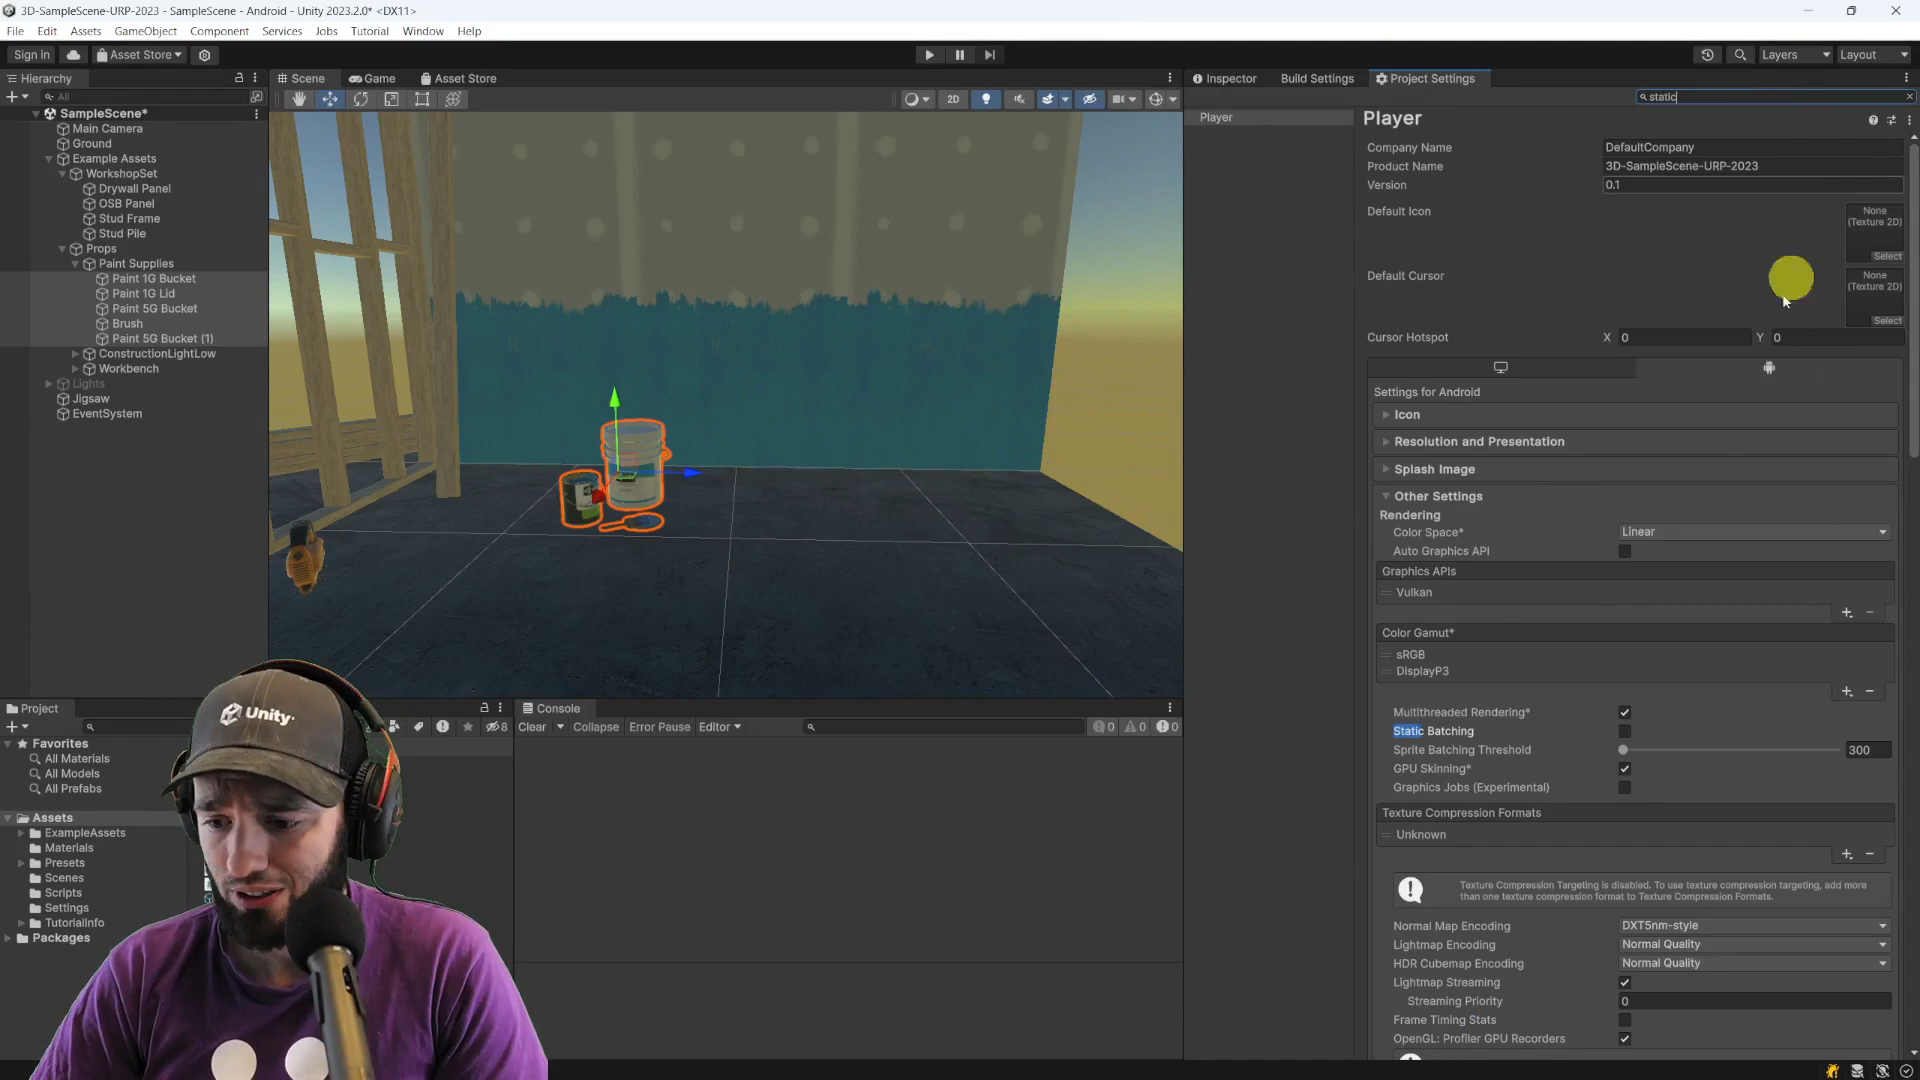 3D-SampleScene-URP-2023 - SampleScene - Android - Unity 2023.2.0* <DX11>
File Edit Assets GameObject Component Services Jobs Tutorial Window Help
Sign in Asset Store Layers Layout
Hierarchy
All
SampleScene*
Main Camera
Ground
Example Assets
WorkshopSet
Drywall Panel
OSB Panel
Stud Frame
Stud Pile
Props
Paint Supplies
Paint 1G Bucket
Paint 1G Lid
Paint 5G Bucket
Brush
Paint 5G Bucket (1)
ConstructionLightLow
Workbench
Lights
Jigsaw
EventSystem
Scene Game Asset Store
2D
Inspector Build Settings Project Settings
static
Player
Player
Company Name DefaultCompany
Product Name 3D-SampleScene-URP-2023
Version 0.1
Default Icon None
(Texture 2D)
Select
Default Cursor None
(Texture 2D)
Select
Cursor Hotspot X 0 Y 0
Settings for Android
Icon
Resolution and Presentation
Splash Image
Other Settings
Rendering
Color Space* Linear
Auto Graphics API
Graphics APIs
Vulkan
Color Gamut*
sRGB
DisplayP3
Multithreaded Rendering*
Static Batching
Sprite Batching Threshold 300
GPU Skinning*
Graphics Jobs (Experimental)
Texture Compression Formats
Unknown
Texture Compression Targeting is disabled. To use texture compression targeting, add more
than one texture compression format to Texture Compression Formats.
Normal Map Encoding DXT5nm-style
Lightmap Encoding Normal Quality
HDR Cubemap Encoding Normal Quality
Lightmap Streaming
Streaming Priority 0
Frame Timing Stats
OpenGL: Profiler GPU Recorders
Project
8
Favorites
All Materials
All Models
All Prefabs
Assets
ExampleAssets
Materials
Presets
Scenes
Scripts
Settings
TutorialInfo
Packages
Console
Clear Collapse Error Pause Editor 0 0 0
Unity